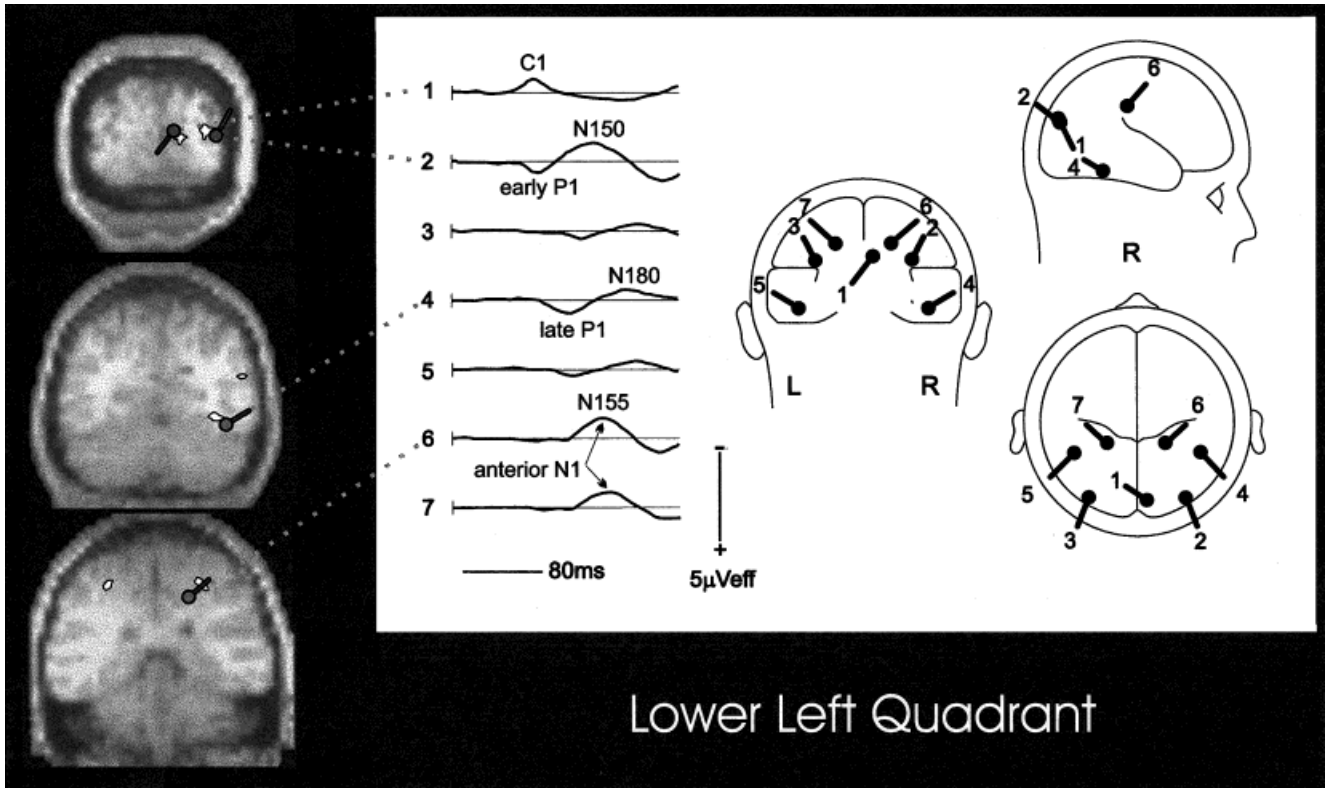 C1
1
N150
2
early P1
3
N180
4
late P1
5
N155
6
anterior N1
7
80ms
-
+
5μVeff
7 6
3 2
1
5 4
L R
6
2
1
4
R
7 6
1
5 4
3 2
Lower Left Quadrant